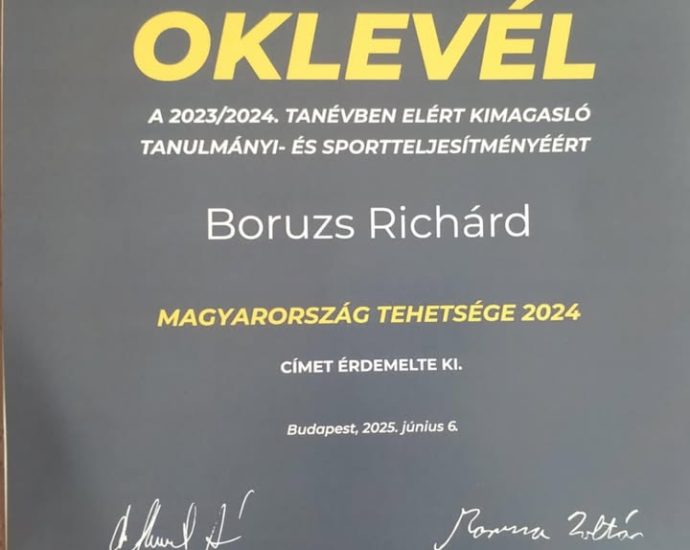 OKLEVÉL
A 2023/2024. TANÉVBEN ELÉRT KIMAGASLÓ
TANULMÁNYI- ÉS SPORTTELJESÍTMÉNYÉÉRT
Boruzs Richárd
MAGYARORSZÁG TEHETSÉGE 2024
CÍMET ÉRDEMELTE KI.
Budapest, 2025. június 6.
Zoltán